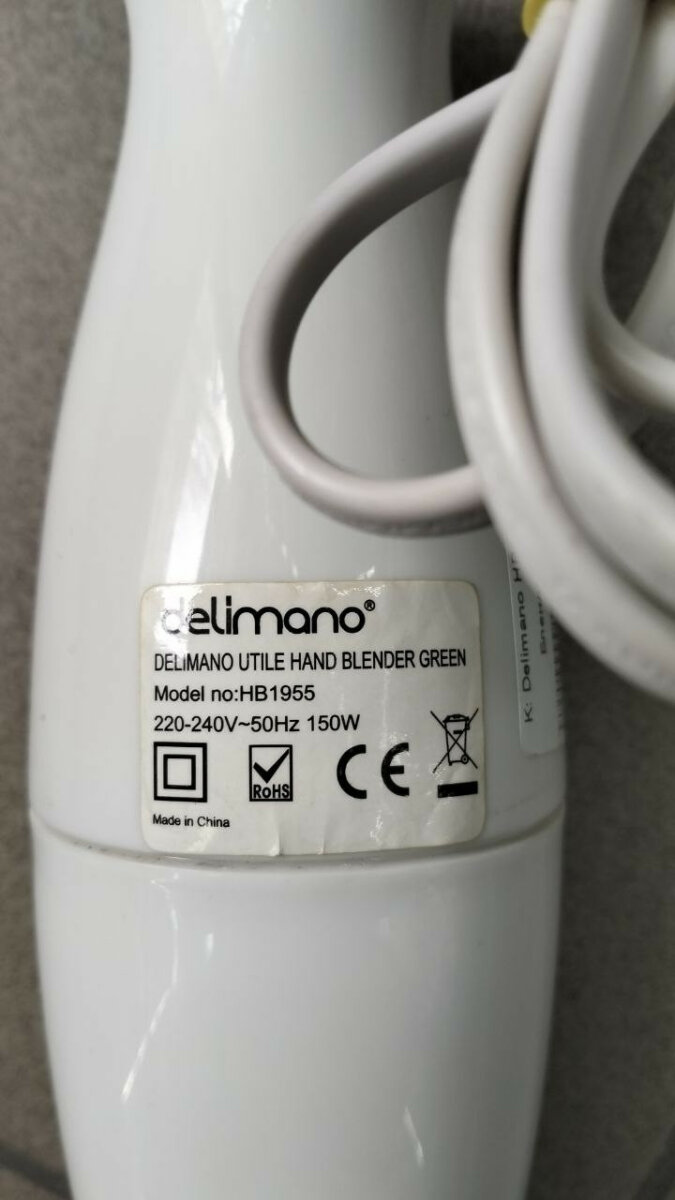 delimano®
DELIMANO UTILE HAND BLENDER GREEN
Model no:HB1955
220-240V~50Hz 150W
RoHS
CE
Made in China
K: Delimano